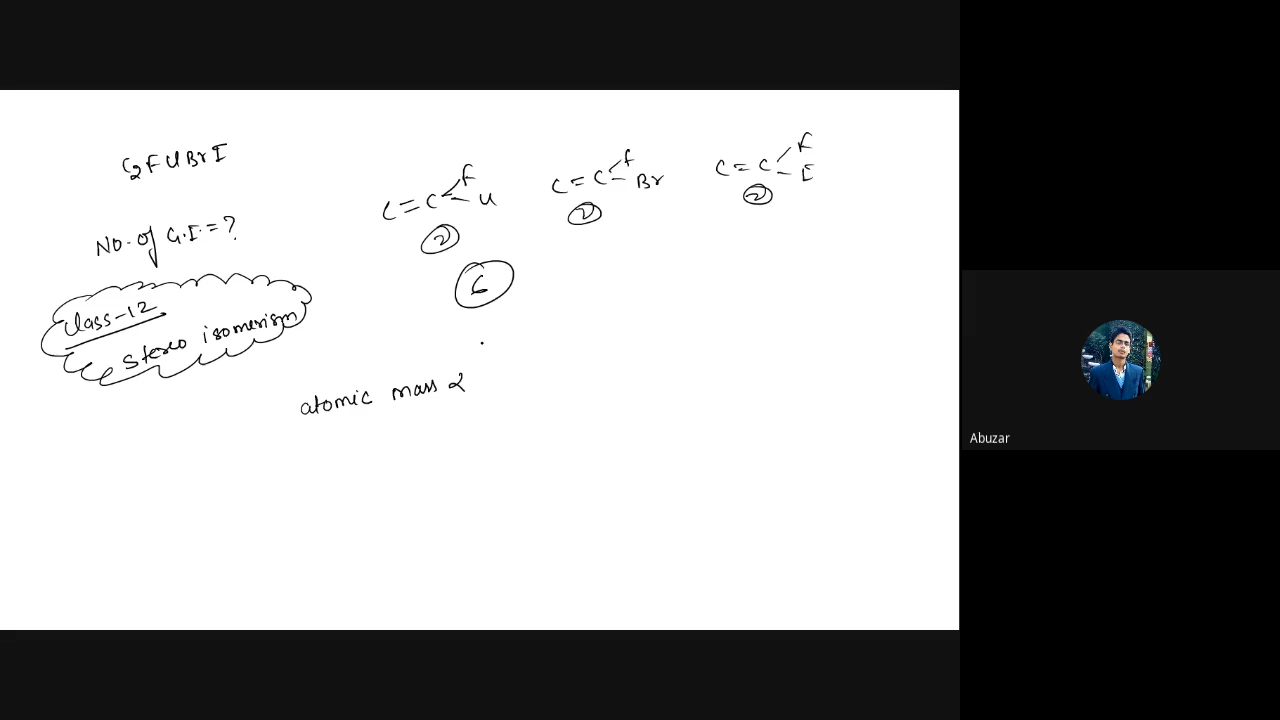 C2FClBrI
No. of G.I. = ?
Class-12
Stereo isomerism
C=C F Cl
②
C=C F Br
②
C=C F I
②
6
atomic mass α
Abuzar